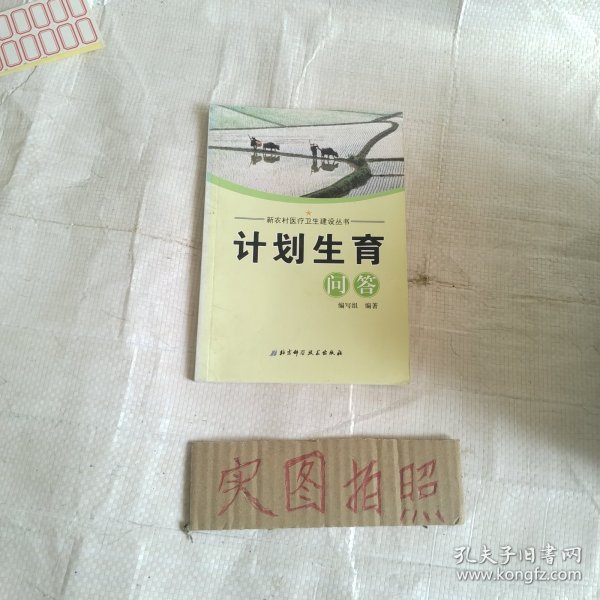 新农村医疗卫生建设丛书
计划生育
问答
编写组 编著
北京科学技术出版社
实图拍照
孔夫子旧书网
www.kongfz.com